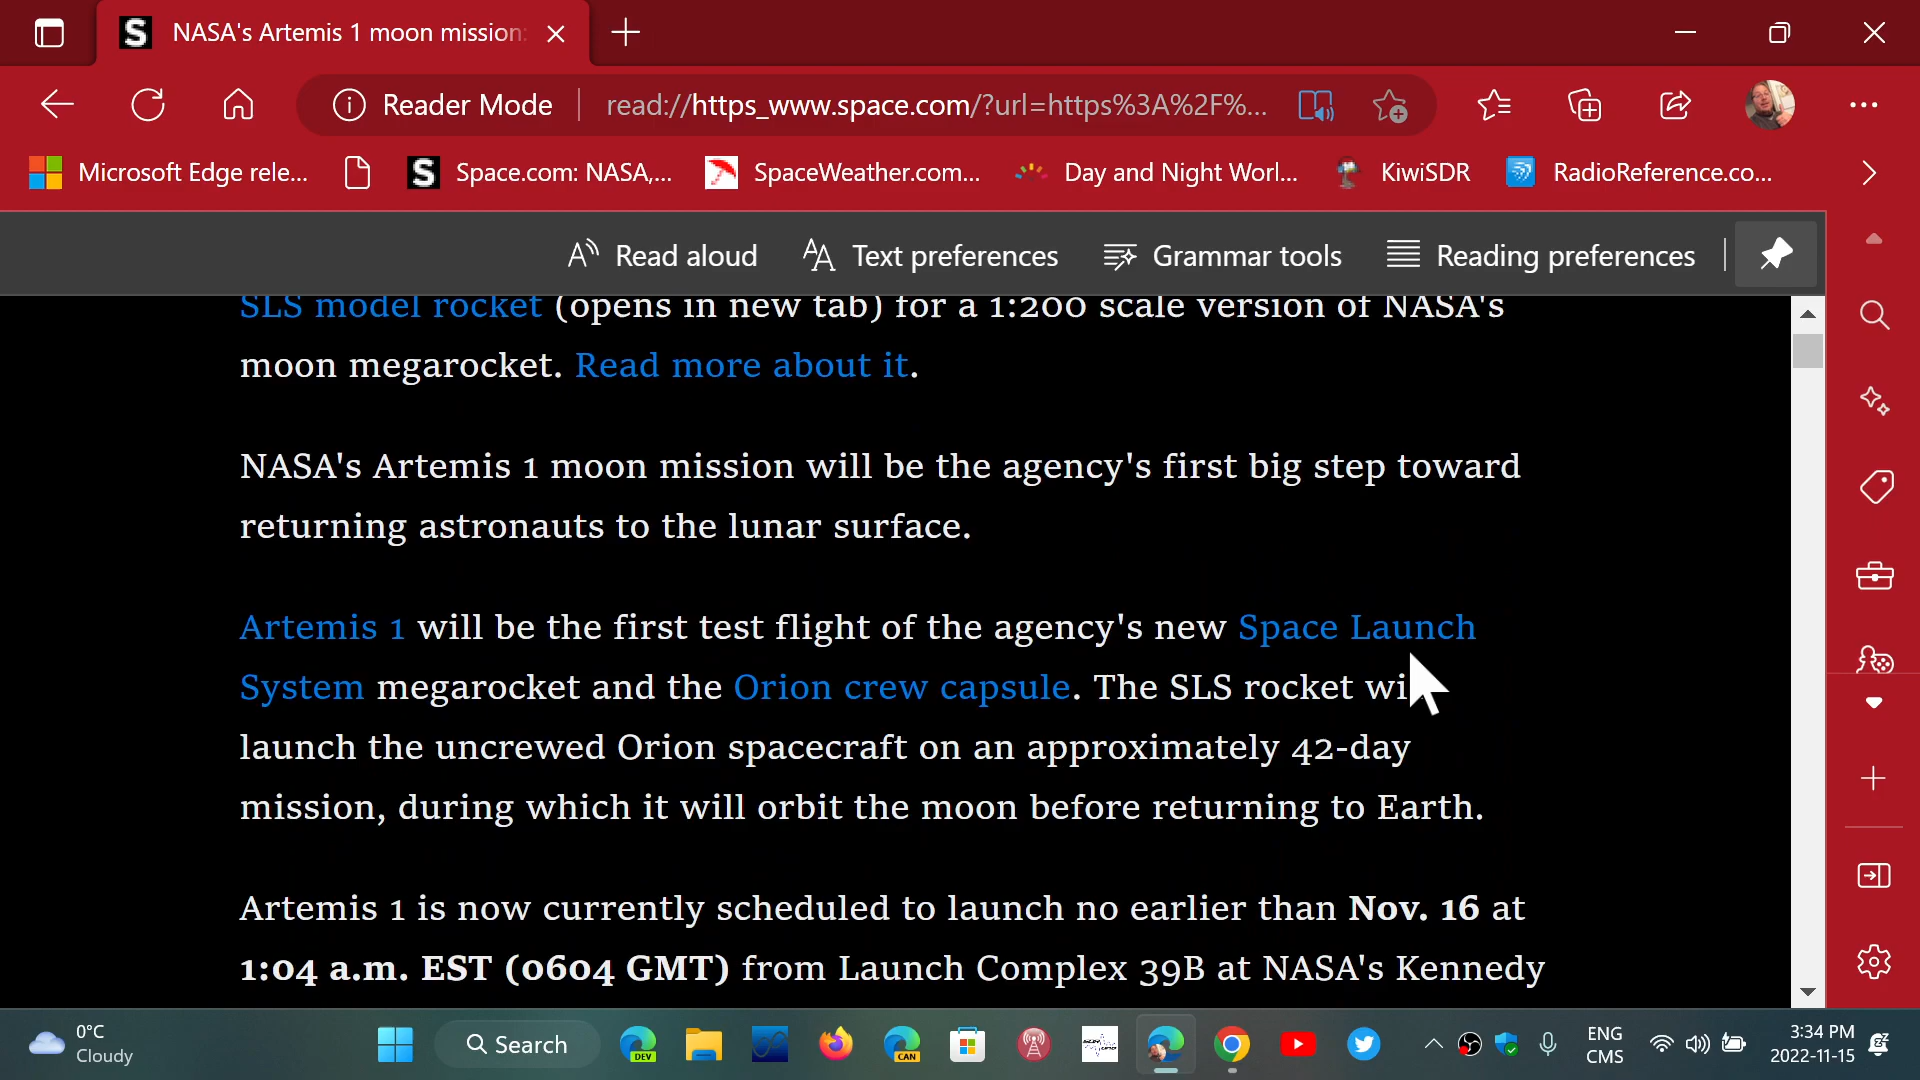 NASA's Artemis 1 moon mission:
Reader Mode
read://https_www.space.com/?url=https%3A%2F%...
Microsoft Edge rele...
S Space.com: NASA,...
SpaceWeather.com...
Day and Night Worl...
KiwiSDR
RadioReference.co...
Read aloud
Text preferences
Grammar tools
Reading preferences
SLS model rocket (opens in new tab) for a 1:200 scale version of NASA's
moon megarocket. Read more about it.
NASA's Artemis 1 moon mission will be the agency's first big step toward
returning astronauts to the lunar surface.
Artemis 1 will be the first test flight of the agency's new Space Launch
System megarocket and the Orion crew capsule. The SLS rocket wi
launch the uncrewed Orion spacecraft on an approximately 42-day
mission, during which it will orbit the moon before returning to Earth.
Artemis 1 is now currently scheduled to launch no earlier than Nov. 16 at
1:04 a.m. EST (0604 GMT) from Launch Complex 39B at NASA's Kennedy
0°C
Cloudy
Search
DEV
CAN
ENG
CMS
3:34 PM
2022-11-15